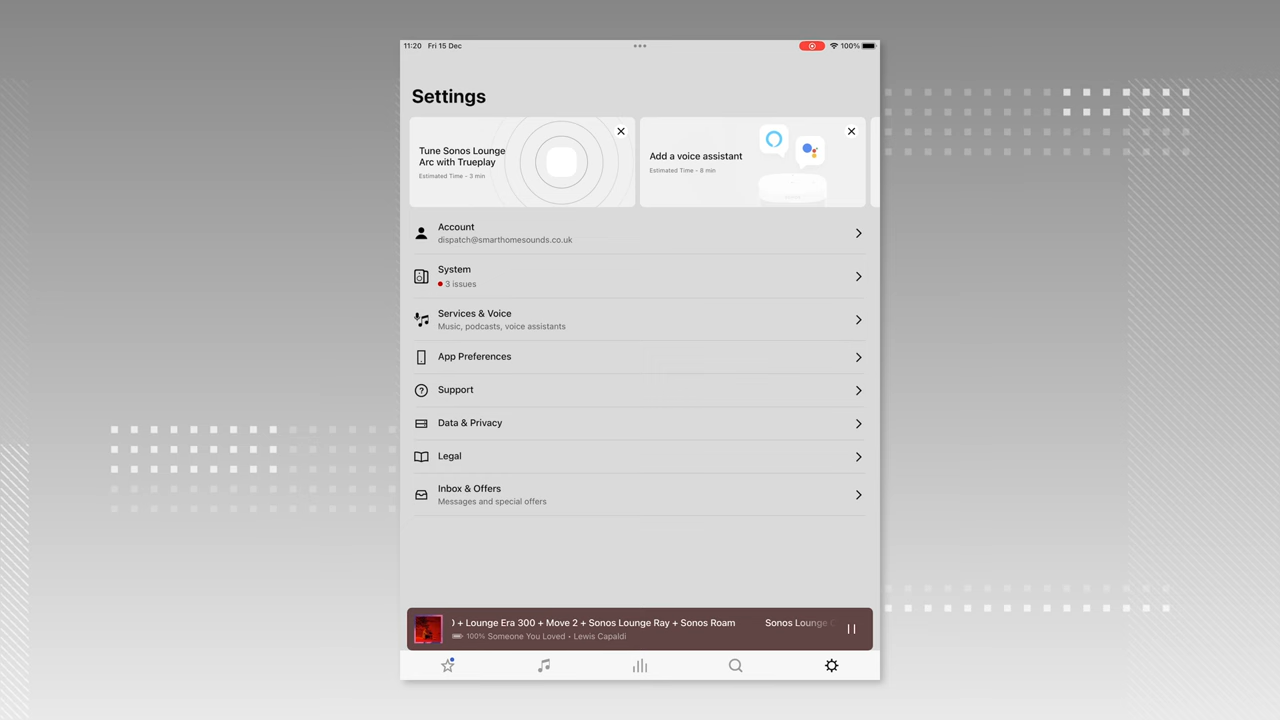 11:20 Fri 15 Dec
100%
Settings
Tune Sonos Lounge
Arc with Trueplay
Estimated Time - 3 min
Add a voice assistant
Estimated Time - 8 min
Account
dispatch@smarthomesounds.co.uk
System
3 issues
Services & Voice
Music, podcasts, voice assistants
App Preferences
Support
Data & Privacy
Legal
Inbox & Offers
Messages and special offers
) + Lounge Era 300 + Move 2 + Sonos Lounge Ray + Sonos Roam Sonos Lounge
100% Someone You Loved • Lewis Capaldi